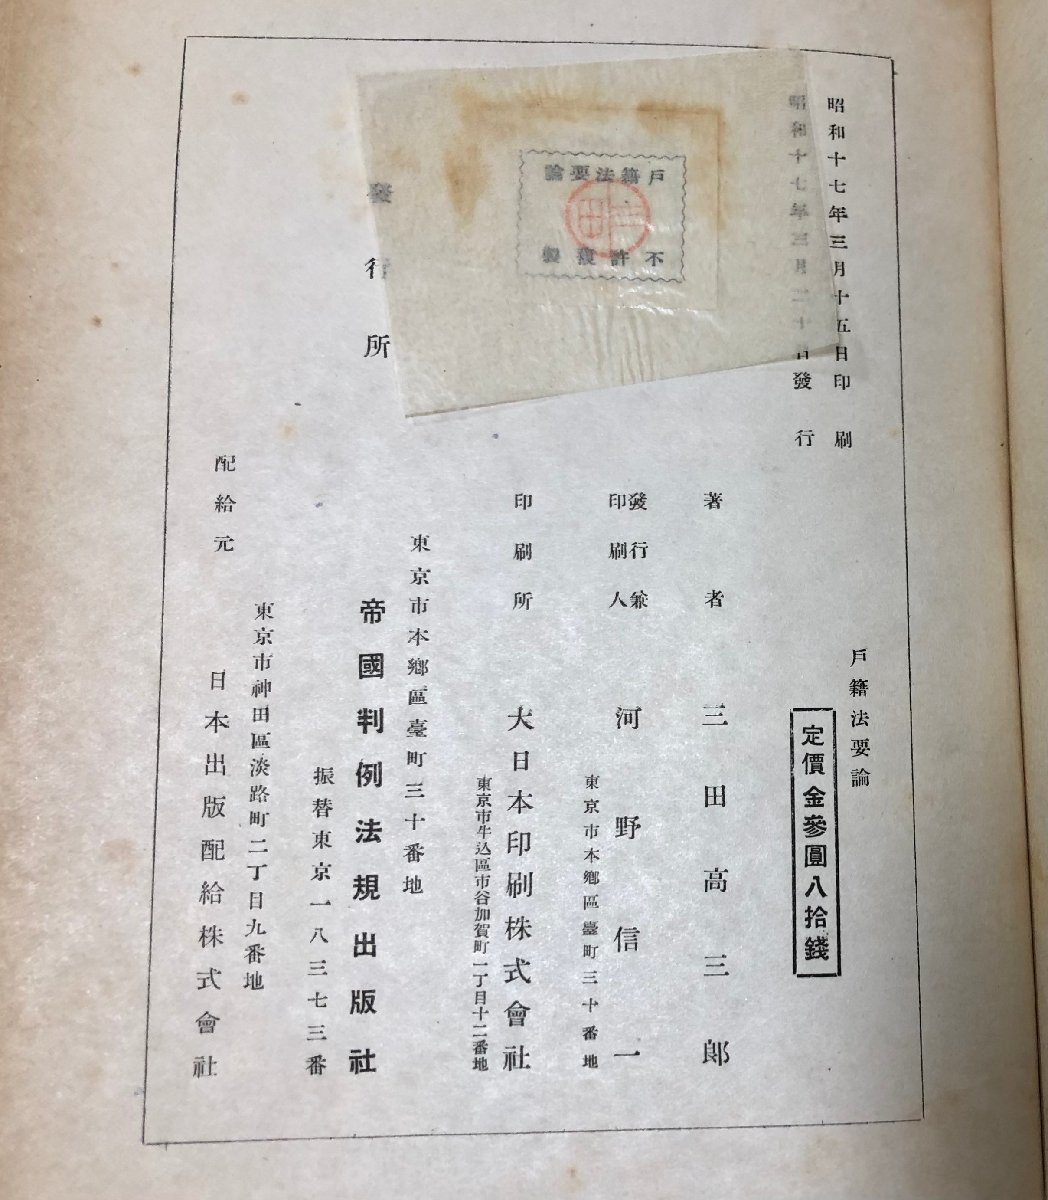 昭和十七年三月十五日印刷
昭和十七年三月二十日發行
戶籍法要論
不許複製
戶籍法要論
定價金參圓八拾錢
著者 三田高三郎
發行兼
印刷人 河野信一
東京市本鄕區臺町三十番地
印刷所 大日本印刷株式會社
東京市牛込區市谷加賀町一丁目十二番地
東京市本鄕區臺町三十番地
發行所 帝國判例法規出版社
振替東京一八三七三番
東京市神田區淡路町二丁目九番地
配給元 日本出版配給株式會社